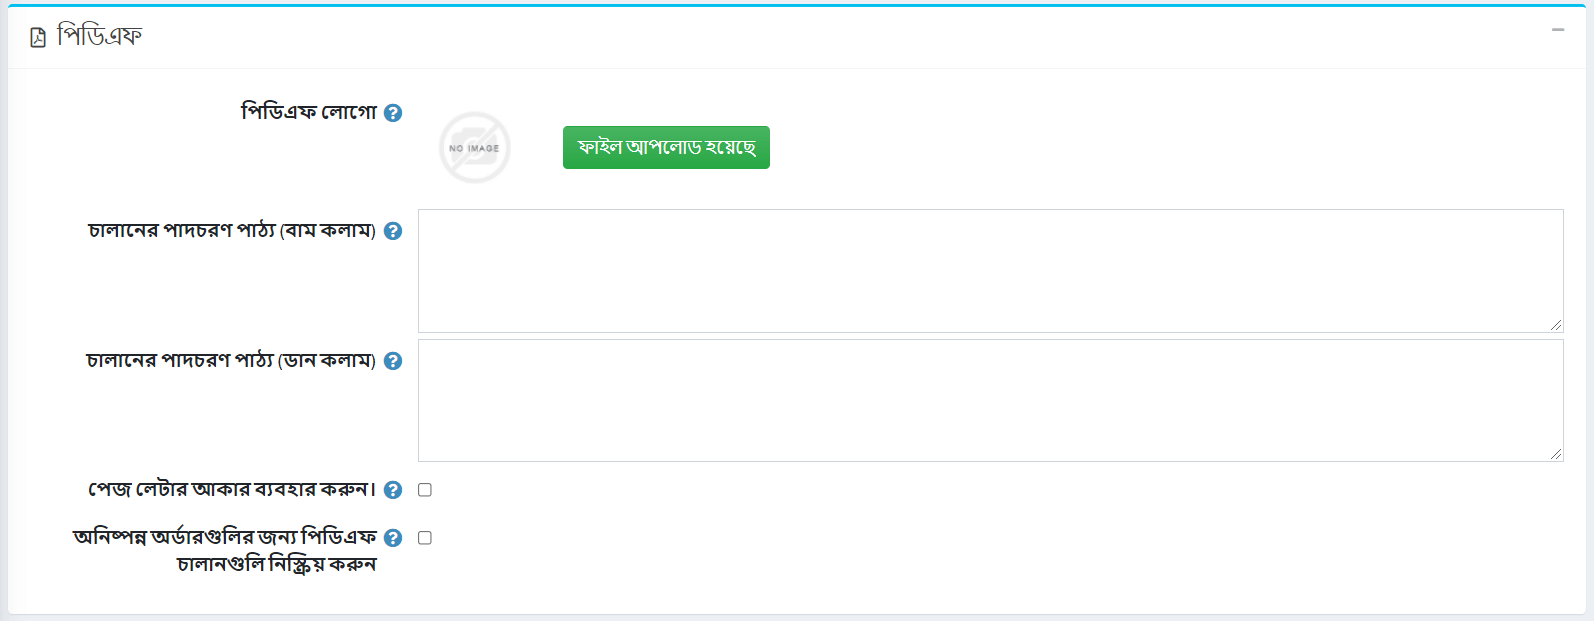 পিডিএফ
পিডিএফ লোগো
NO IMAGE
ফাইল আপলোড হয়েছে
চালানের পাদচরণ পাঠ্য (বাম কলাম)
চালানের পাদচরণ পাঠ্য (ডান কলাম)
পেজ লেটার আকার ব্যবহার করুন।
অনিষ্পন্ন অর্ডারগুলির জন্য পিডিএফ
চালানগুলি নিস্ক্রিয় করুন